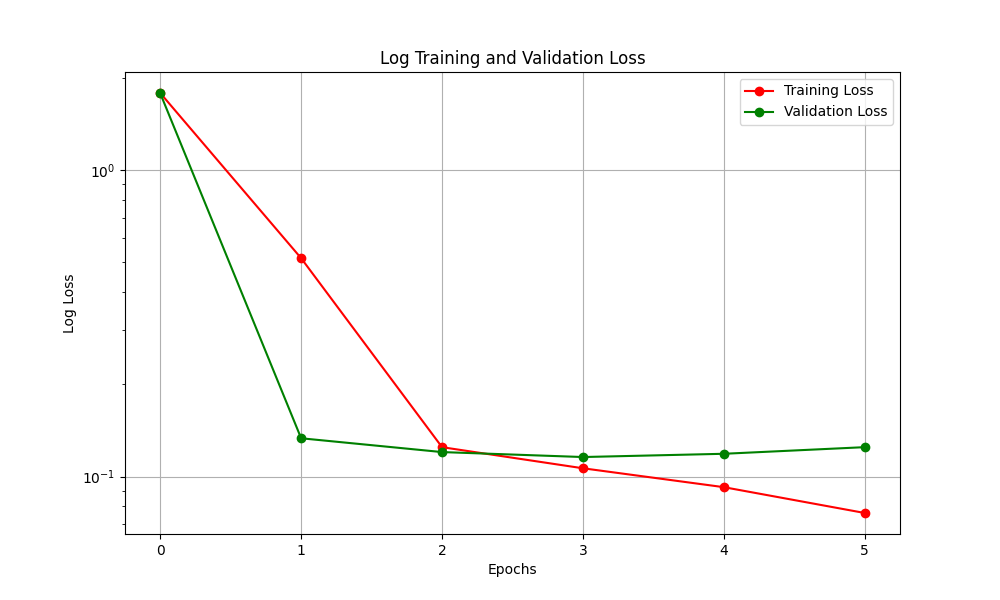 Log Training and Validation Loss
Training Loss
Validation Loss
10⁰
10⁻¹
Log Loss
0 1 2 3 4 5
Epochs